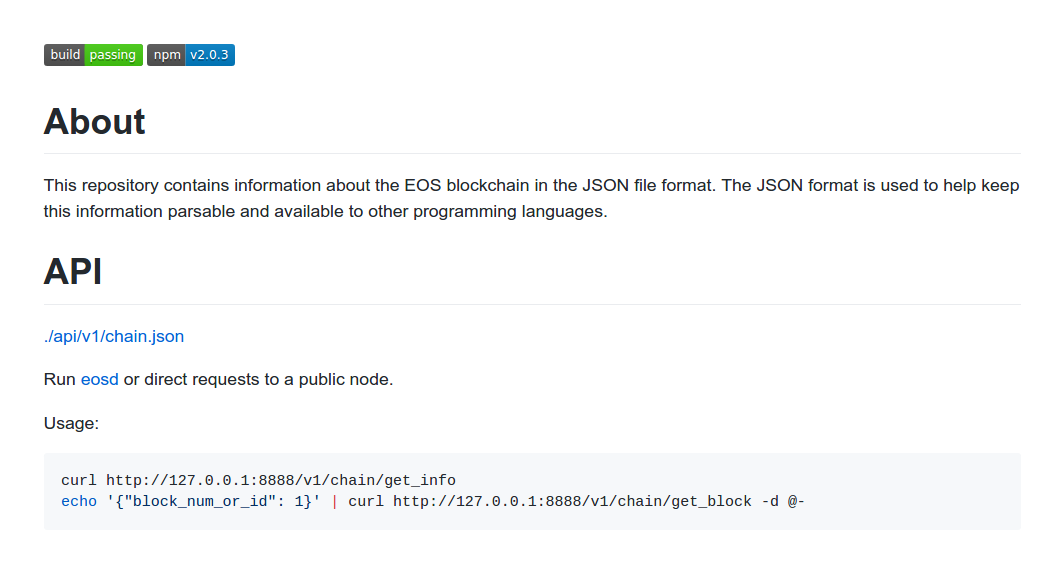 build passing npm v2.0.3
About
This repository contains information about the EOS blockchain in the JSON file format. The JSON format is used to help keep
this information parsable and available to other programming languages.
API
./api/v1/chain.json
Run eosd or direct requests to a public node.
Usage:
curl http://127.0.0.1:8888/v1/chain/get_info
echo '{"block_num_or_id": 1}' | curl http://127.0.0.1:8888/v1/chain/get_block -d @-